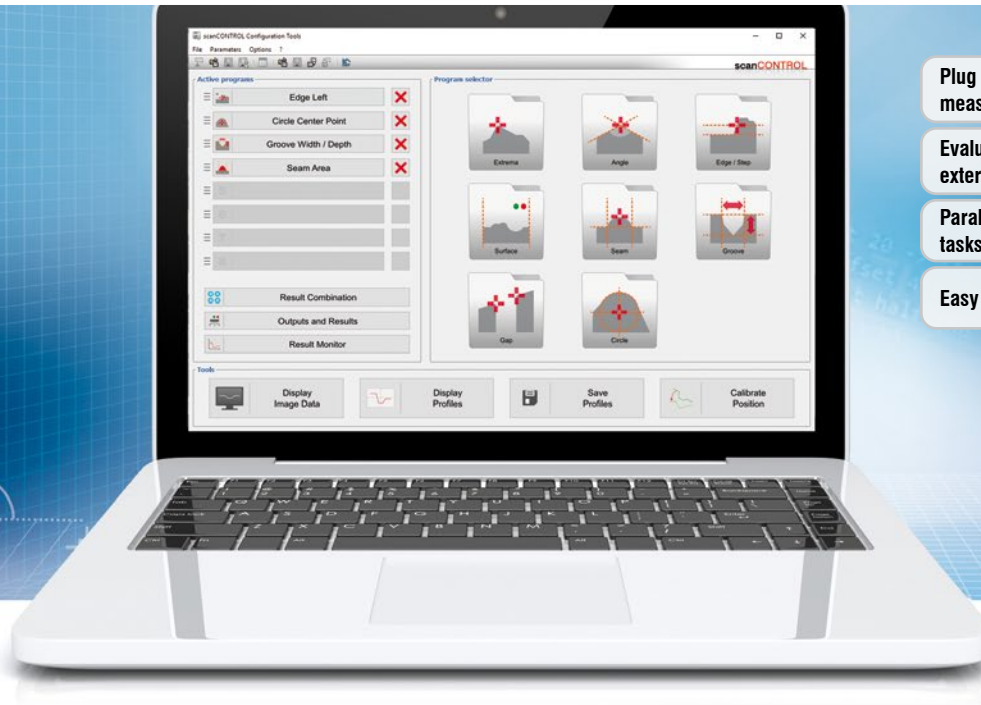 scanCONTROL Configuration Tools
File Parameters Options ?
scanCONTROL
Active programs
Edge Left
Circle Center Point
Groove Width / Depth
Seam Area
Result Combination
Outputs and Results
Result Monitor
Program selector
Extrema
Angle
Edge / Step
Surface
Seam
Groove
Gap
Circle
Tools
Display
Image Data
Display
Profiles
Save
Profiles
Calibrate
Position
Plug
meas
Evalu
exter
Paral
tasks
Easy